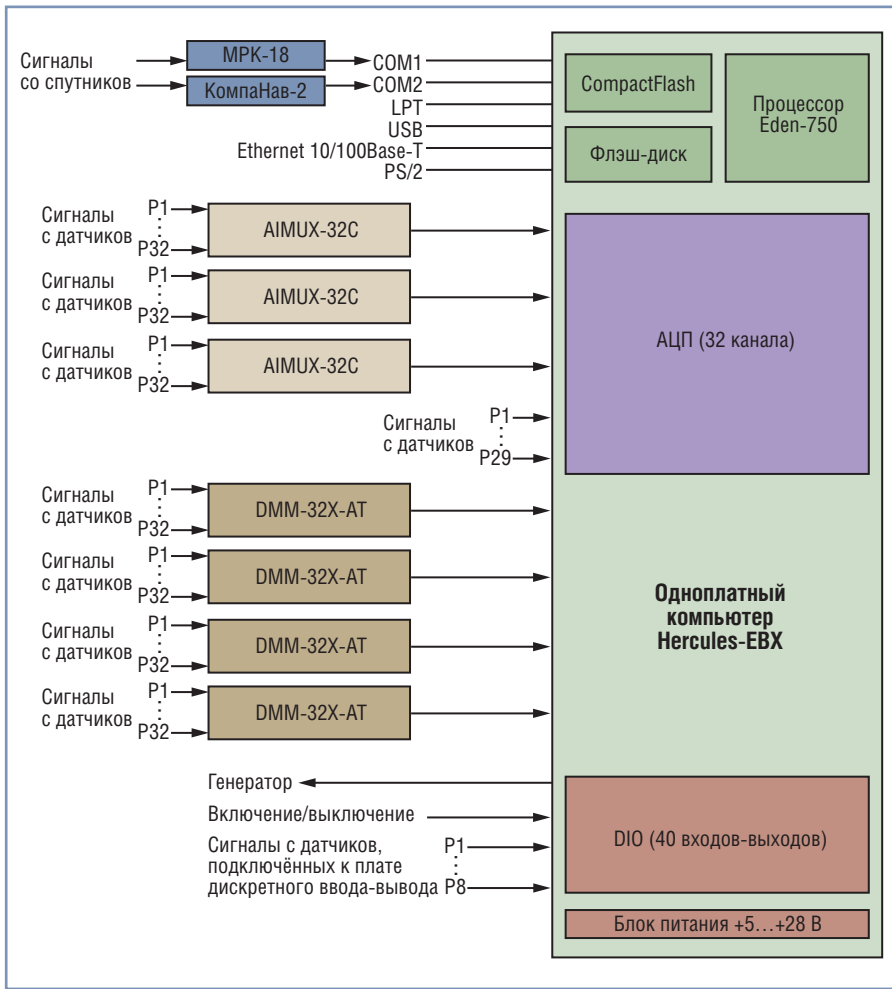 Сигналы
со спутников
МРК-18
КомпаНав-2
COM1
COM2
LPT
USB
Ethernet 10/100Base-T
PS/2
CompactFlash
Флэш-диск
Процессор
Eden-750
Сигналы
с датчиков
P1
P32
AIMUX-32C
Сигналы
с датчиков
P1
P32
AIMUX-32C
Сигналы
с датчиков
P1
P32
AIMUX-32C
АЦП (32 канала)
Сигналы
с датчиков
P1
P29
Сигналы
с датчиков
P1
P32
DMM-32X-AT
Сигналы
с датчиков
P1
P32
DMM-32X-AT
Сигналы
с датчиков
P1
P32
DMM-32X-AT
Сигналы
с датчиков
P1
P32
DMM-32X-AT
Одноплатный
компьютер
Hercules-EBX
Генератор
Включение/выключение
Сигналы с датчиков,
подключённых к плате
дискретного ввода-вывода
P1
P8
DIO (40 входов-выходов)
Блок питания +5...+28 В